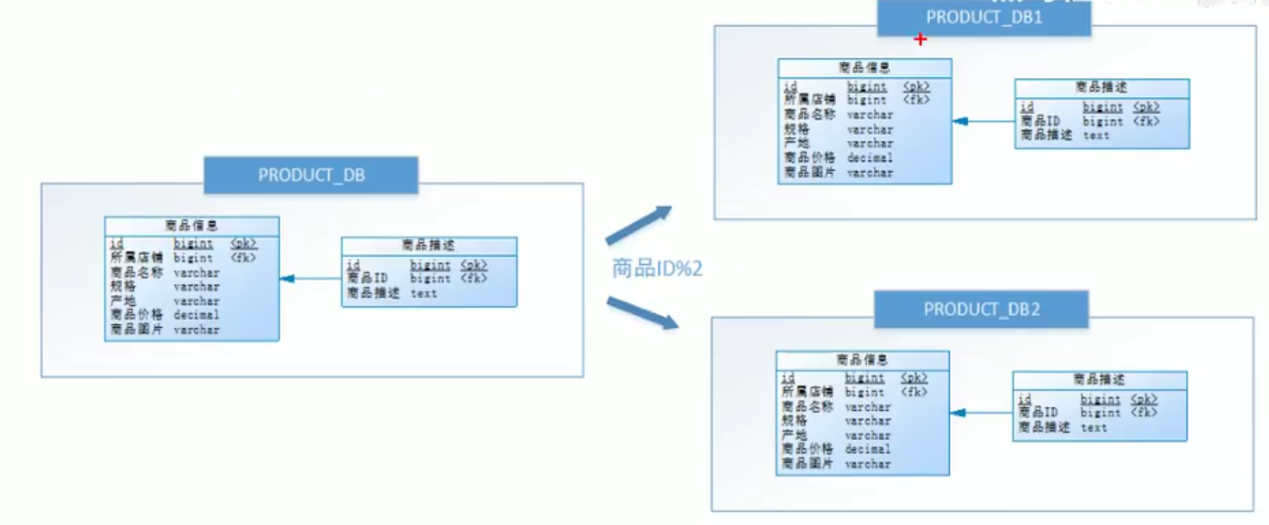 PRODUCT_DB
商品信息
id bigint <pk>
所属店铺 bigint <fk>
商品名称 varchar
规格 varchar
产地 varchar
商品价格 decimal
商品图片 varchar
商品描述
id bigint <pk>
商品ID bigint <fk>
商品描述 text
商品ID%2
PRODUCT_DB1
商品信息
id bigint <pk>
所属店铺 bigint <fk>
商品名称 varchar
规格 varchar
产地 varchar
商品价格 decimal
商品图片 varchar
商品描述
id bigint <pk>
商品ID bigint <fk>
商品描述 text
PRODUCT_DB2
商品信息
id bigint <pk>
所属店铺 bigint <fk>
商品名称 varchar
规格 varchar
产地 varchar
商品价格 decimal
商品图片 varchar
商品描述
id bigint <pk>
商品ID bigint <fk>
商品描述 text